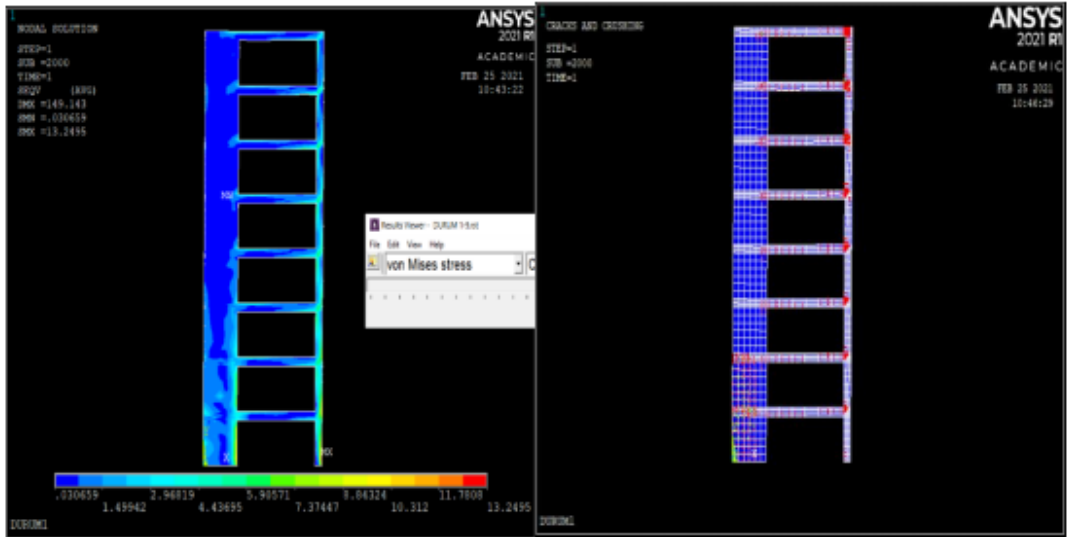 1
NODAL SOLUTION
STEP=1
SUB =2000
TIME=1
SEQV (AVG)
DMX =149.143
SMN =.030659
SMX =13.2495
ANSYS
2021 R1
ACADEMIC
FEB 25 2021
10:43:22
MN
MX
X
Results Viewer - DURUM 1-S.rst
File Edit View Help
von Mises stress
.030659 2.96819 5.90571 8.84324 11.7808
1.49942 4.43695 7.37447 10.312 13.2495
DURUM1
1
CRACKS AND CRUSHING
STEP=1
SUB =2000
TIME=1
ANSYS
2021 R1
ACADEMIC
FEB 25 2021
10:46:29
DURUM1